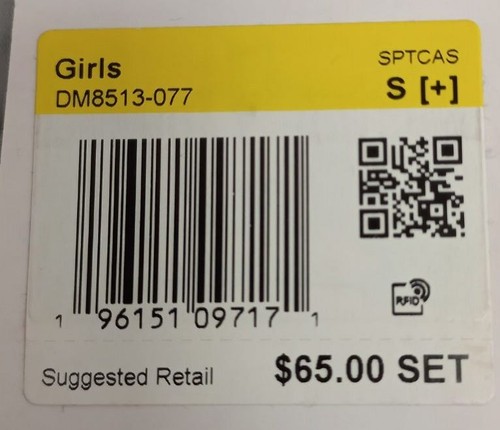 Girls
SPTCAS
DM8513-077
S [+]
1 96151 09717 1
RFID
Suggested Retail
$65.00 SET